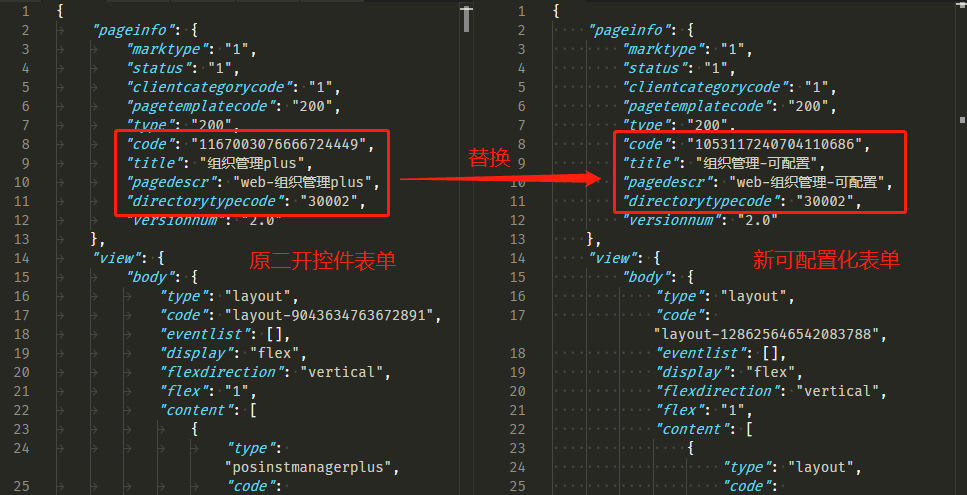 1 {
2 "pageinfo": {
3 "marktype": "1",
4 "status": "1",
5 "clientcategorycode": "1",
6 "pagetemplatecode": "200",
7 "type": "200",
8 "code": "1167003076666724449",
9 "title": "组织管理plus",
10 "pagedescr": "web-组织管理plus",
11 "directorytypecode": "30002",
12 "versionnum": "2.0"
13 },
14 "view": {
15 "body": {
16 "type": "layout",
17 "code": "layout-9043634763672891",
18 "eventlist": [],
19 "display": "flex",
20 "flexdirection": "vertical",
21 "flex": "1",
22 "content": [
23 {
24 "type":
"posinstmanagerplus",
25 "code":
原二开控件表单
替换
1 {
2 "pageinfo": {
3 "marktype": "1",
4 "status": "1",
5 "clientcategorycode": "1",
6 "pagetemplatecode": "200",
7 "type": "200",
8 "code": "1053117240704110686",
9 "title": "组织管理-可配置",
10 "pagedescr": "web-组织管理-可配置",
11 "directorytypecode": "30002",
12 "versionnum": "2.0"
13 },
14 "view": {
15 "body": {
16 "type": "layout",
17 "code":
"layout-128625646542083788",
18 "eventlist": [],
19 "display": "flex",
20 "flexdirection": "vertical",
21 "flex": "1",
22 "content": [
23 {
24 "type": "layout",
25 "code":
新可配置化表单